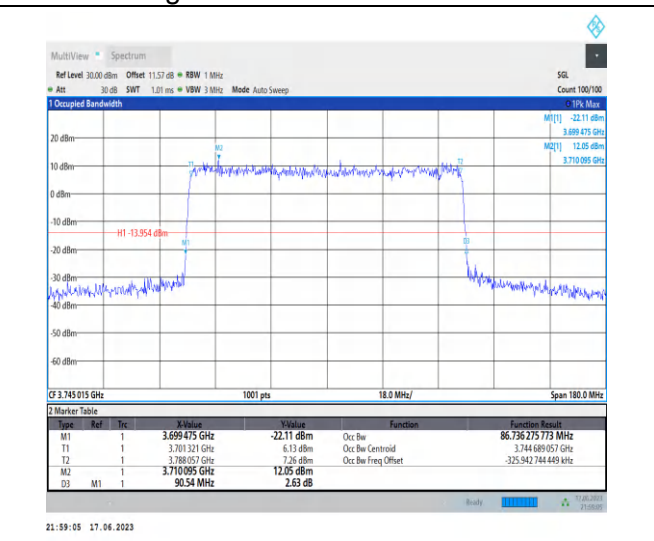 MultiView Spectrum
Ref Level 30.00 dBm Offset 11.57 dB RBW 1 MHz SGL
Att 30 dB SWT 1.01 ms VBW 3 MHz Mode Auto Sweep Count 100/100
1 Occupied Bandwidth 1Pk Max
M1[1] -22.11 dBm
3.699 475 GHz
M2[1] 12.05 dBm
3.710 095 GHz
20 dBm
M2
T1
T2
10 dBm
0 dBm
-10 dBm
H1 -13.954 dBm
M1
D3
-20 dBm
-30 dBm
-40 dBm
-50 dBm
-60 dBm
CF 3.745 015 GHz 1001 pts 18.0 MHz/ Span 180.0 MHz
2 Marker Table
Type Ref Trc X-Value Y-Value Function Function Result
M1 1 3.699 475 GHz -22.11 dBm Occ Bw 86.736 275 773 MHz
T1 1 3.701 321 GHz 6.13 dBm Occ Bw Centroid 3.744 689 057 GHz
T2 1 3.788 057 GHz 7.26 dBm Occ Bw Freq Offset -325.942 744 449 kHz
M2 1 3.710 095 GHz 12.05 dBm
D3 M1 1 90.54 MHz 2.63 dB
Ready
21:59:05 17.06.2023